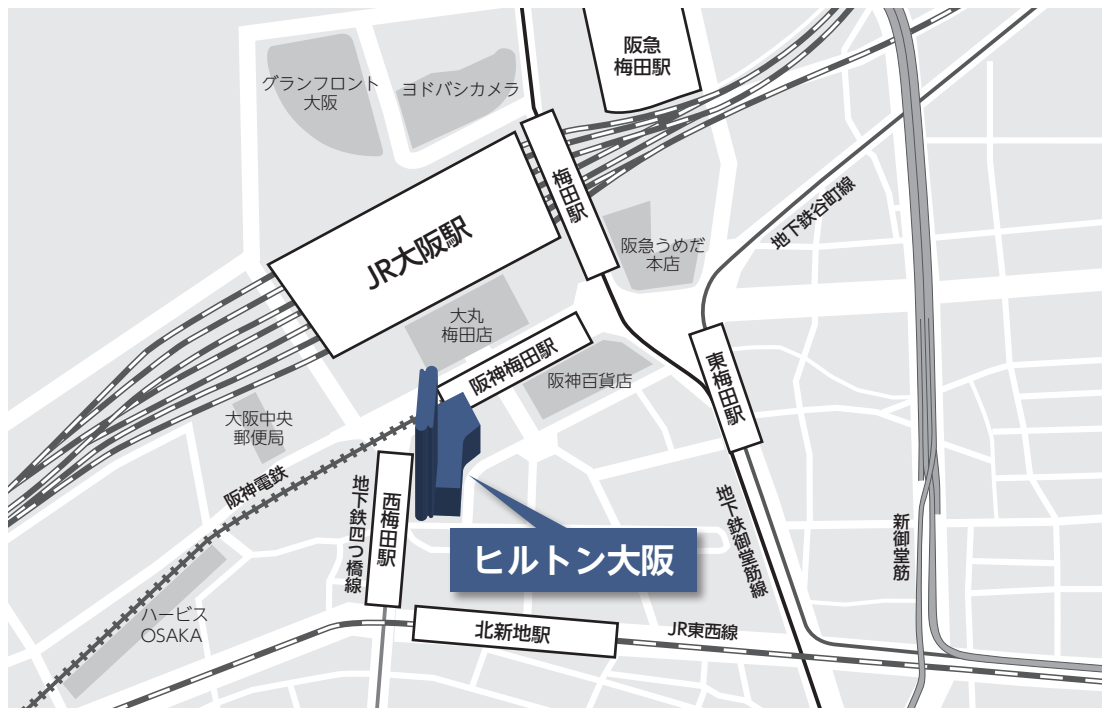 阪急
梅田駅
グランフロント
大阪
ヨドバシカメラ
梅田駅
地下鉄谷町線
JR大阪駅
阪急うめだ
本店
大丸
梅田店
阪神梅田駅
阪神百貨店
東梅田駅
大阪中央
郵便局
阪神電鉄
地下鉄四つ橋線
西梅田駅
ヒルトン大阪
地下鉄御堂筋線
新御堂筋
ハービス
OSAKA
北新地駅
JR東西線